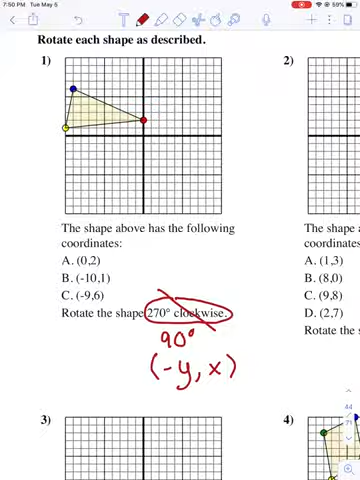 7:50 PM Tue May 5
59%
Rotate each shape as described.
1)
2)
The shape above has the following
coordinates:
A. (0,2)
B. (-10,1)
C. (-9,6)
Rotate the shape 270° clockwise.
90°
(-y, x)
The shape a
coordinates
A. (1,3)
B. (8,0)
C. (9,8)
D. (2,7)
Rotate the s
44
71
3)
4)